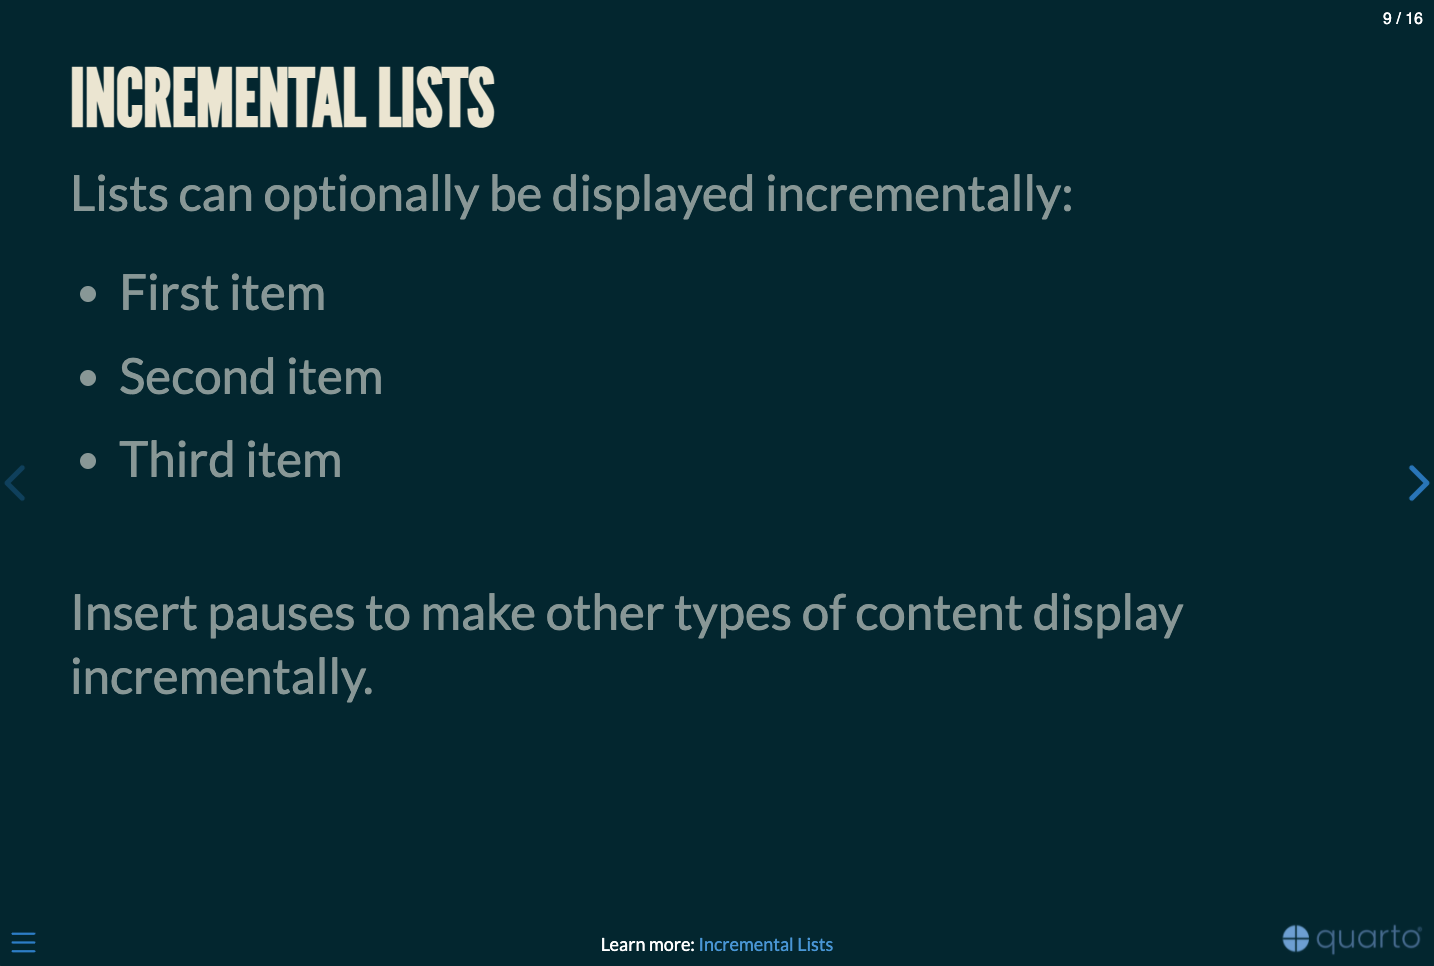 9 / 16
INCREMENTAL LISTS
Lists can optionally be displayed incrementally:
• First item
• Second item
• Third item
Insert pauses to make other types of content display
incrementally.
Learn more: Incremental Lists
quarto